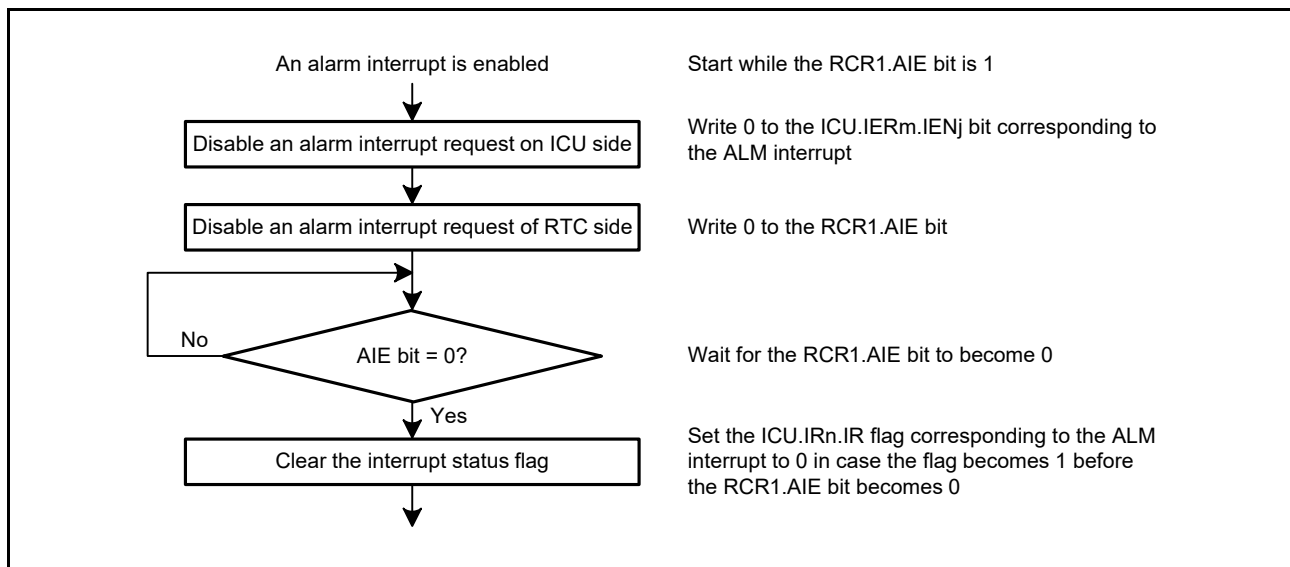 An alarm interrupt is enabled
Start while the RCR1.AIE bit is 1
Disable an alarm interrupt request on ICU side
Write 0 to the ICU.IERm.IENj bit corresponding to
the ALM interrupt
Disable an alarm interrupt request of RTC side
Write 0 to the RCR1.AIE bit
No
AIE bit = 0?
Wait for the RCR1.AIE bit to become 0
Yes
Clear the interrupt status flag
Set the ICU.IRn.IR flag corresponding to the ALM
interrupt to 0 in case the flag becomes 1 before
the RCR1.AIE bit becomes 0